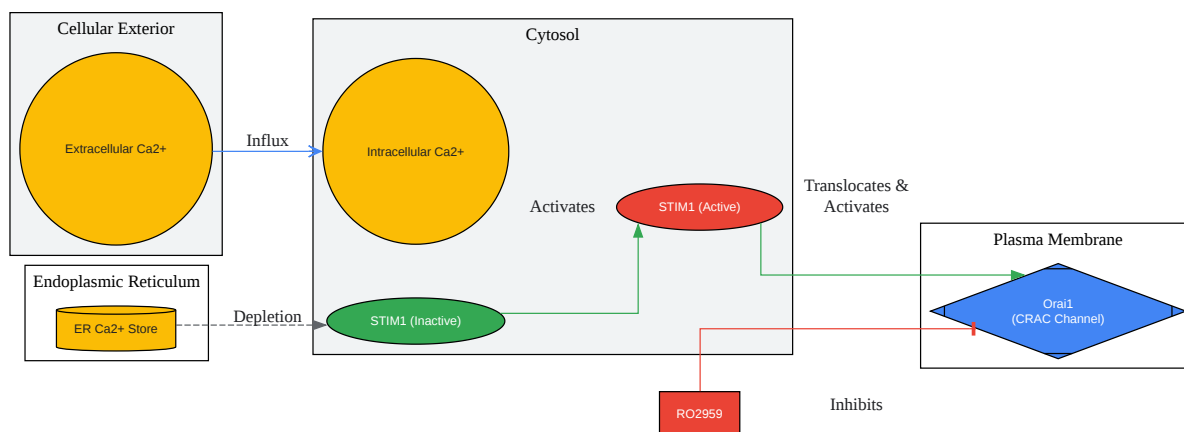 Cellular Exterior
Cytosol
Extracellular Ca2+
Influx
Intracellular Ca2+
Activates
STIM1 (Active)
Translocates &
Activates
Plasma Membrane
Endoplasmic Reticulum
ER Ca2+ Store
Depletion
STIM1 (Inactive)
Orai1
(CRAC Channel)
RO2959
Inhibits